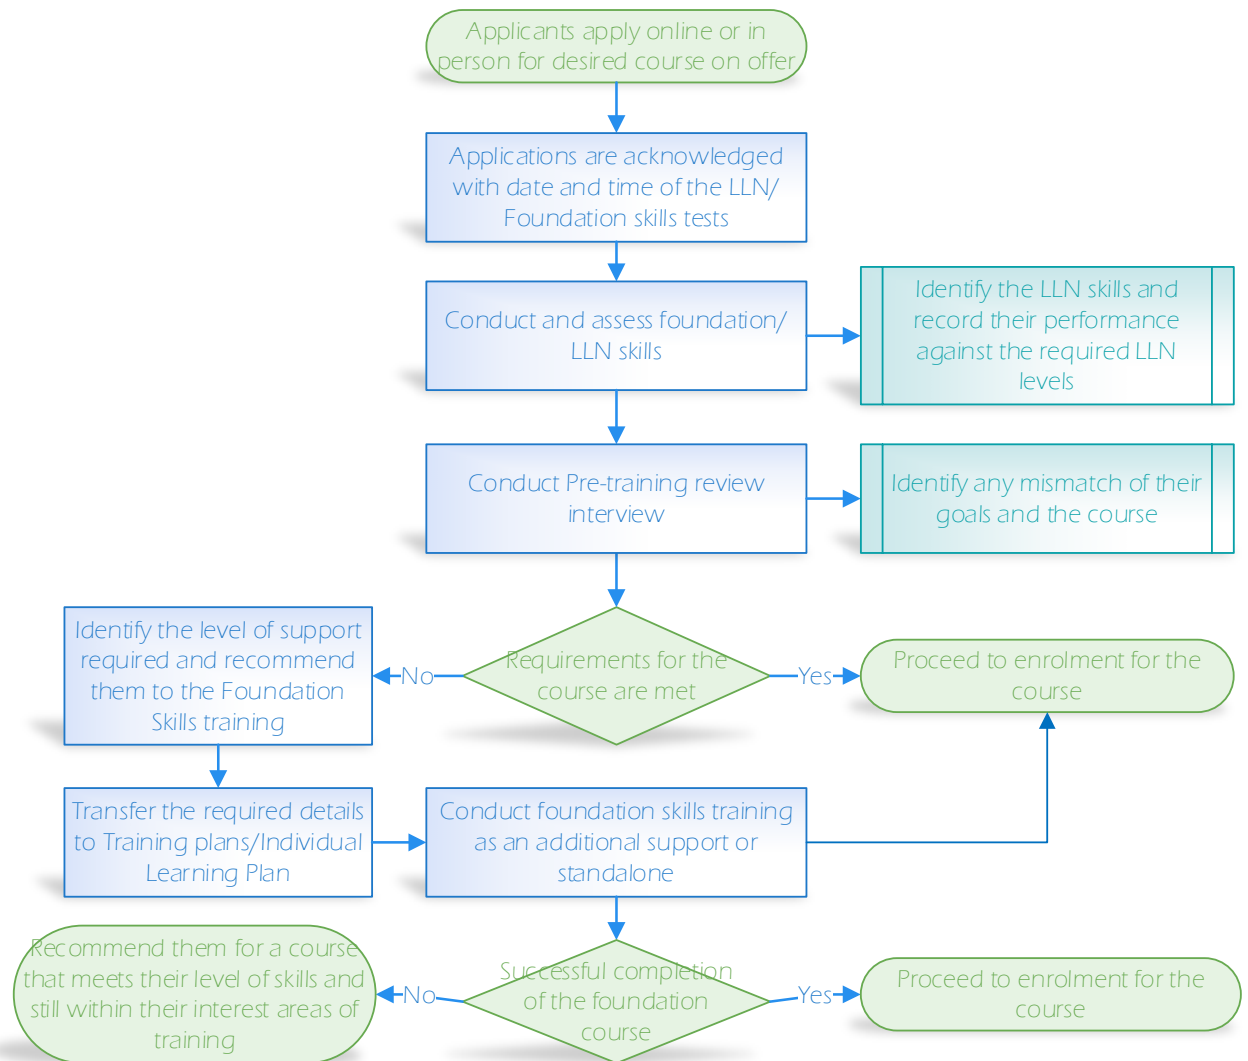 Applicants apply online or in
person for desired course on offer
Applications are acknowledged
with date and time of the LLN/
Foundation skills tests
Conduct and assess foundation/
LLN skills
Identify the LLN skills and
record their performance
against the required LLN
levels
Conduct Pre-training review
interview
Identify any mismatch of their
goals and the course
Requirements for the
course are met
No
Yes
Identify the level of support
required and recommend
them to the Foundation
Skills training
Proceed to enrolment for the
course
Transfer the required details
to Training plans/Individual
Learning Plan
Conduct foundation skills training
as an additional support or
standalone
Successful completion
of the foundation
course
No
Yes
Recommend them for a course
that meets their level of skills and
still within their interest areas of
training
Proceed to enrolment for the
course